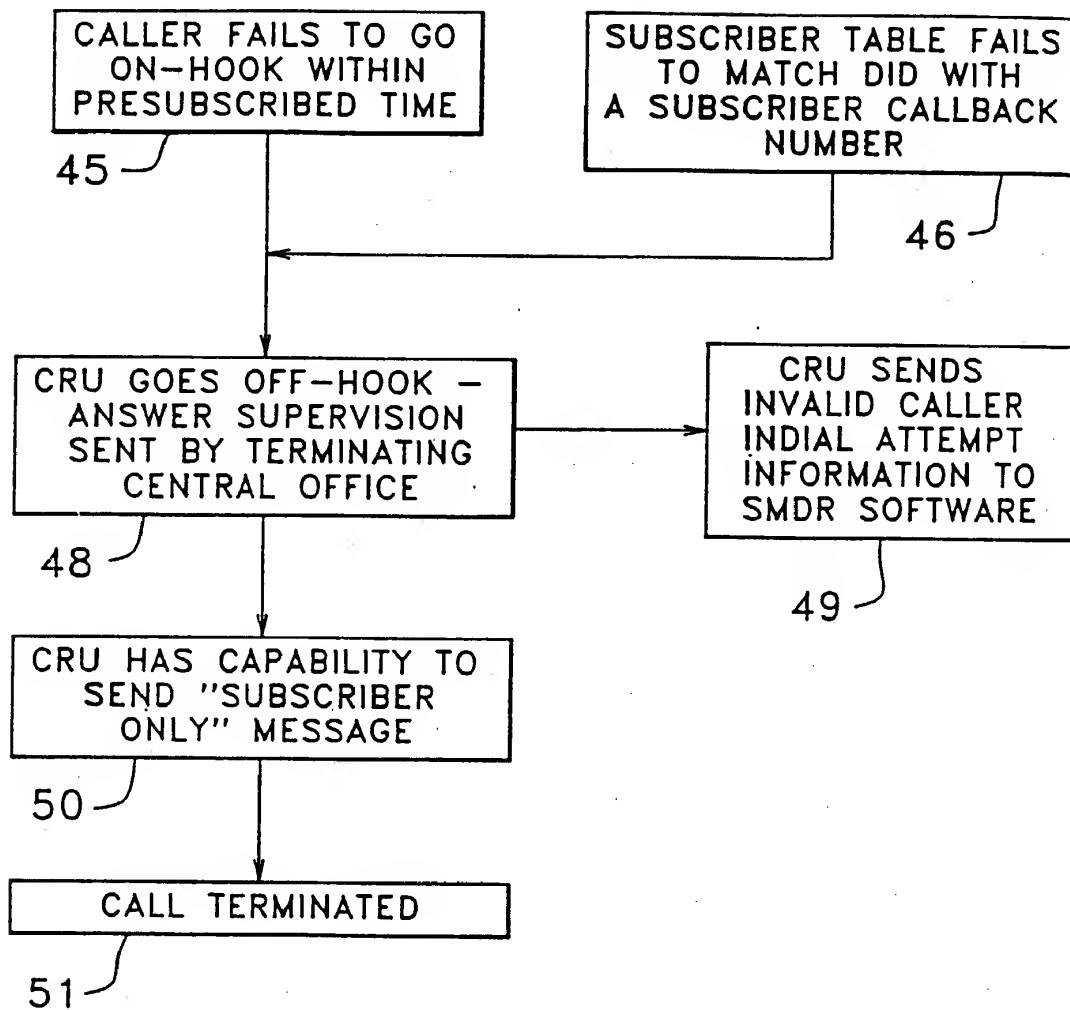 CALLER FAILS TO GO
ON-HOOK WITHIN
PRESUBSCRIBED TIME
45
SUBSCRIBER TABLE FAILS
TO MATCH DID WITH
A SUBSCRIBER CALLBACK
NUMBER
46
CRU GOES OFF-HOOK –
ANSWER SUPERVISION
SENT BY TERMINATING
CENTRAL OFFICE
48
CRU SENDS
INVALID CALLER
INDIAL ATTEMPT
INFORMATION TO
SMDR SOFTWARE
49
CRU HAS CAPABILITY TO
SEND "SUBSCRIBER
ONLY" MESSAGE
50
CALL TERMINATED
51